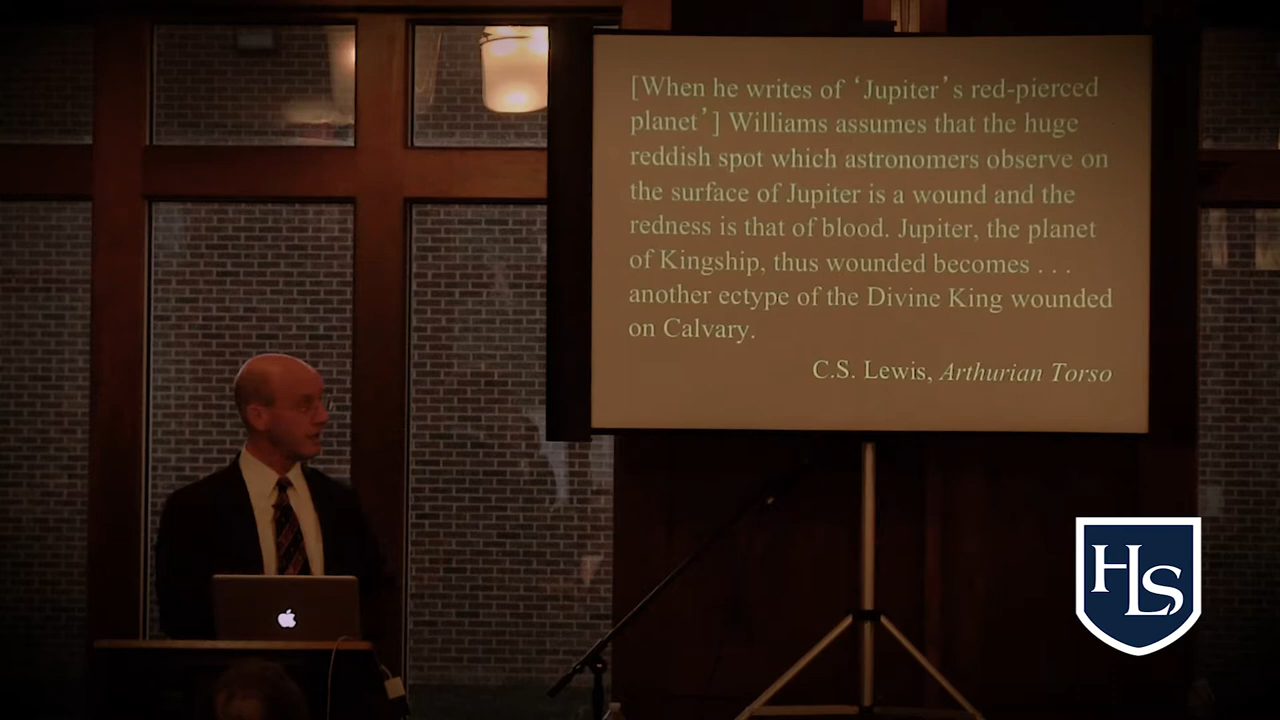 [When he writes of ‘Jupiter’s red-pierced
planet’] Williams assumes that the huge
reddish spot which astronomers observe on
the surface of Jupiter is a wound and the
redness is that of blood. Jupiter, the planet
of Kingship, thus wounded becomes . . .
another ectype of the Divine King wounded
on Calvary.
C.S. Lewis, Arthurian Torso
HLS